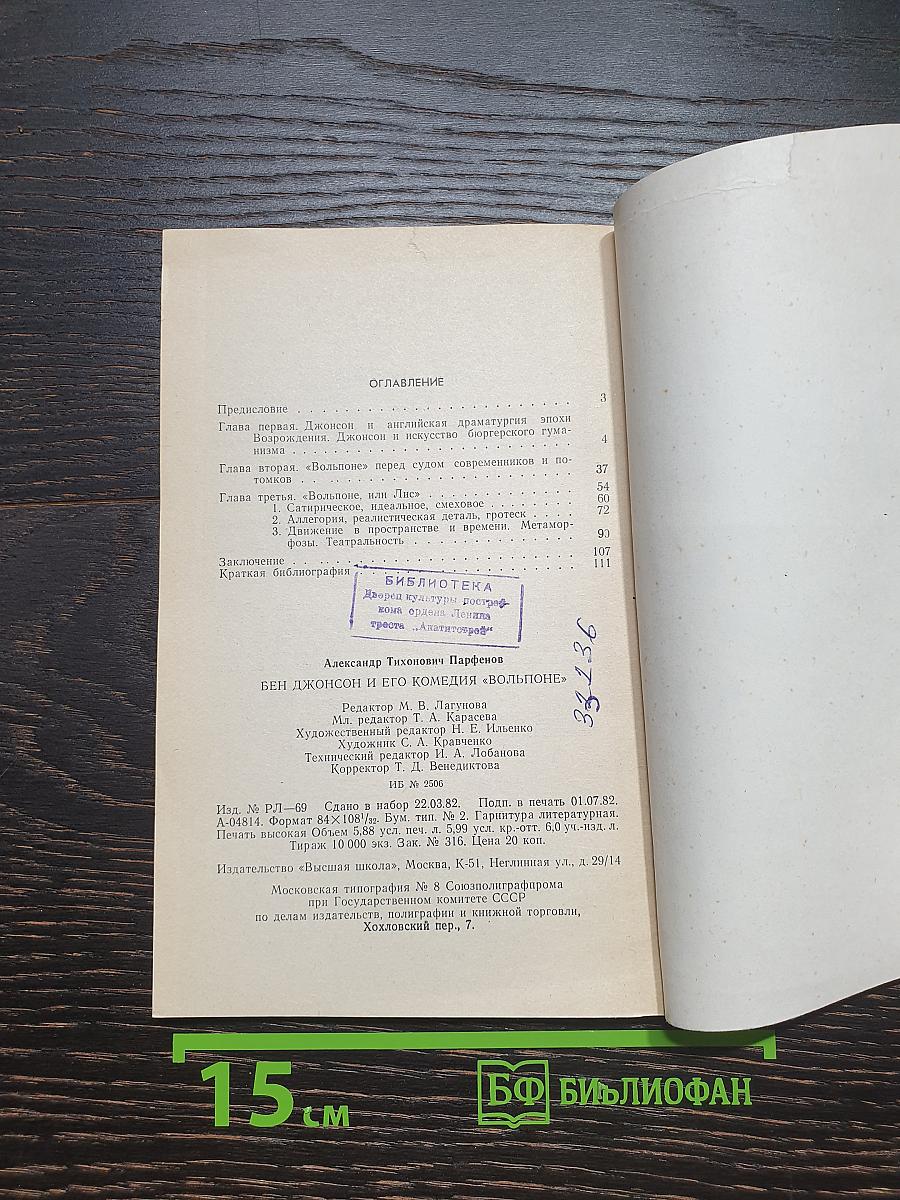 ОГЛАВЛЕНИЕ
Предисловие . . . . . . . . . . . . . . . . . . . . . 3
Глава первая. Джонсон и английская драматургия эпохи
Возрождения. Джонсон и искусство бюргерского гума-
низма . . . . . . . . . . . . . . . . . . . . . 4
Глава вторая. «Вольпоне» перед судом современников и по-
томков . . . . . . . . . . . . . . . . . . . . . 37
Глава третья. «Вольпоне, или Лис» . . . . . . . . . . 54
1. Сатирическое, идеальное, смеховое . . . . . . . 60
2. Аллегория, реалистическая деталь, гротеск . . . . 72
3. Движение в пространстве и времени. Метамор-
фозы. Театральность . . . . . . . . . . . . . 90
Заключение . . . . . . . . . . . . . . . . . . . . . 107
Краткая библиография . . . . . . . . . . . . . . . . 111
БИБЛИОТЕКА
Дворец культуры построй-
кома ордена Ленина
треста „Апатитстрой"
33236
Александр Тихонович Парфенов
БЕН ДЖОНСОН И ЕГО КОМЕДИЯ «ВОЛЬПОНЕ»
Редактор М. В. Лагунова
Мл. редактор Т. А. Карасева
Художественный редактор Н. Е. Ильенко
Художник С. А. Кравченко
Технический редактор И. А. Лобанова
Корректор Т. Д. Венедиктова
ИБ № 2506
Изд. № РЛ—69 Сдано в набор 22.03.82. Подп. в печать 01.07.82.
А-04814. Формат 84×108¹/₃₂. Бум. тип. № 2. Гарнитура литературная.
Печать высокая Объем 5,88 усл. печ. л. 5,99 усл. кр.-отт. 6,0 уч.-изд. л.
Тираж 10 000 экз. Зак. № 316. Цена 20 коп.
Издательство «Высшая школа», Москва, К-51, Неглинная ул., д. 29/14
Московская типография № 8 Союзполиграфпрома
при Государственном комитете СССР
по делам издательств, полиграфии и книжной торговли,
Хохловский пер., 7.
15 см
БФ БИБЛИОФАН